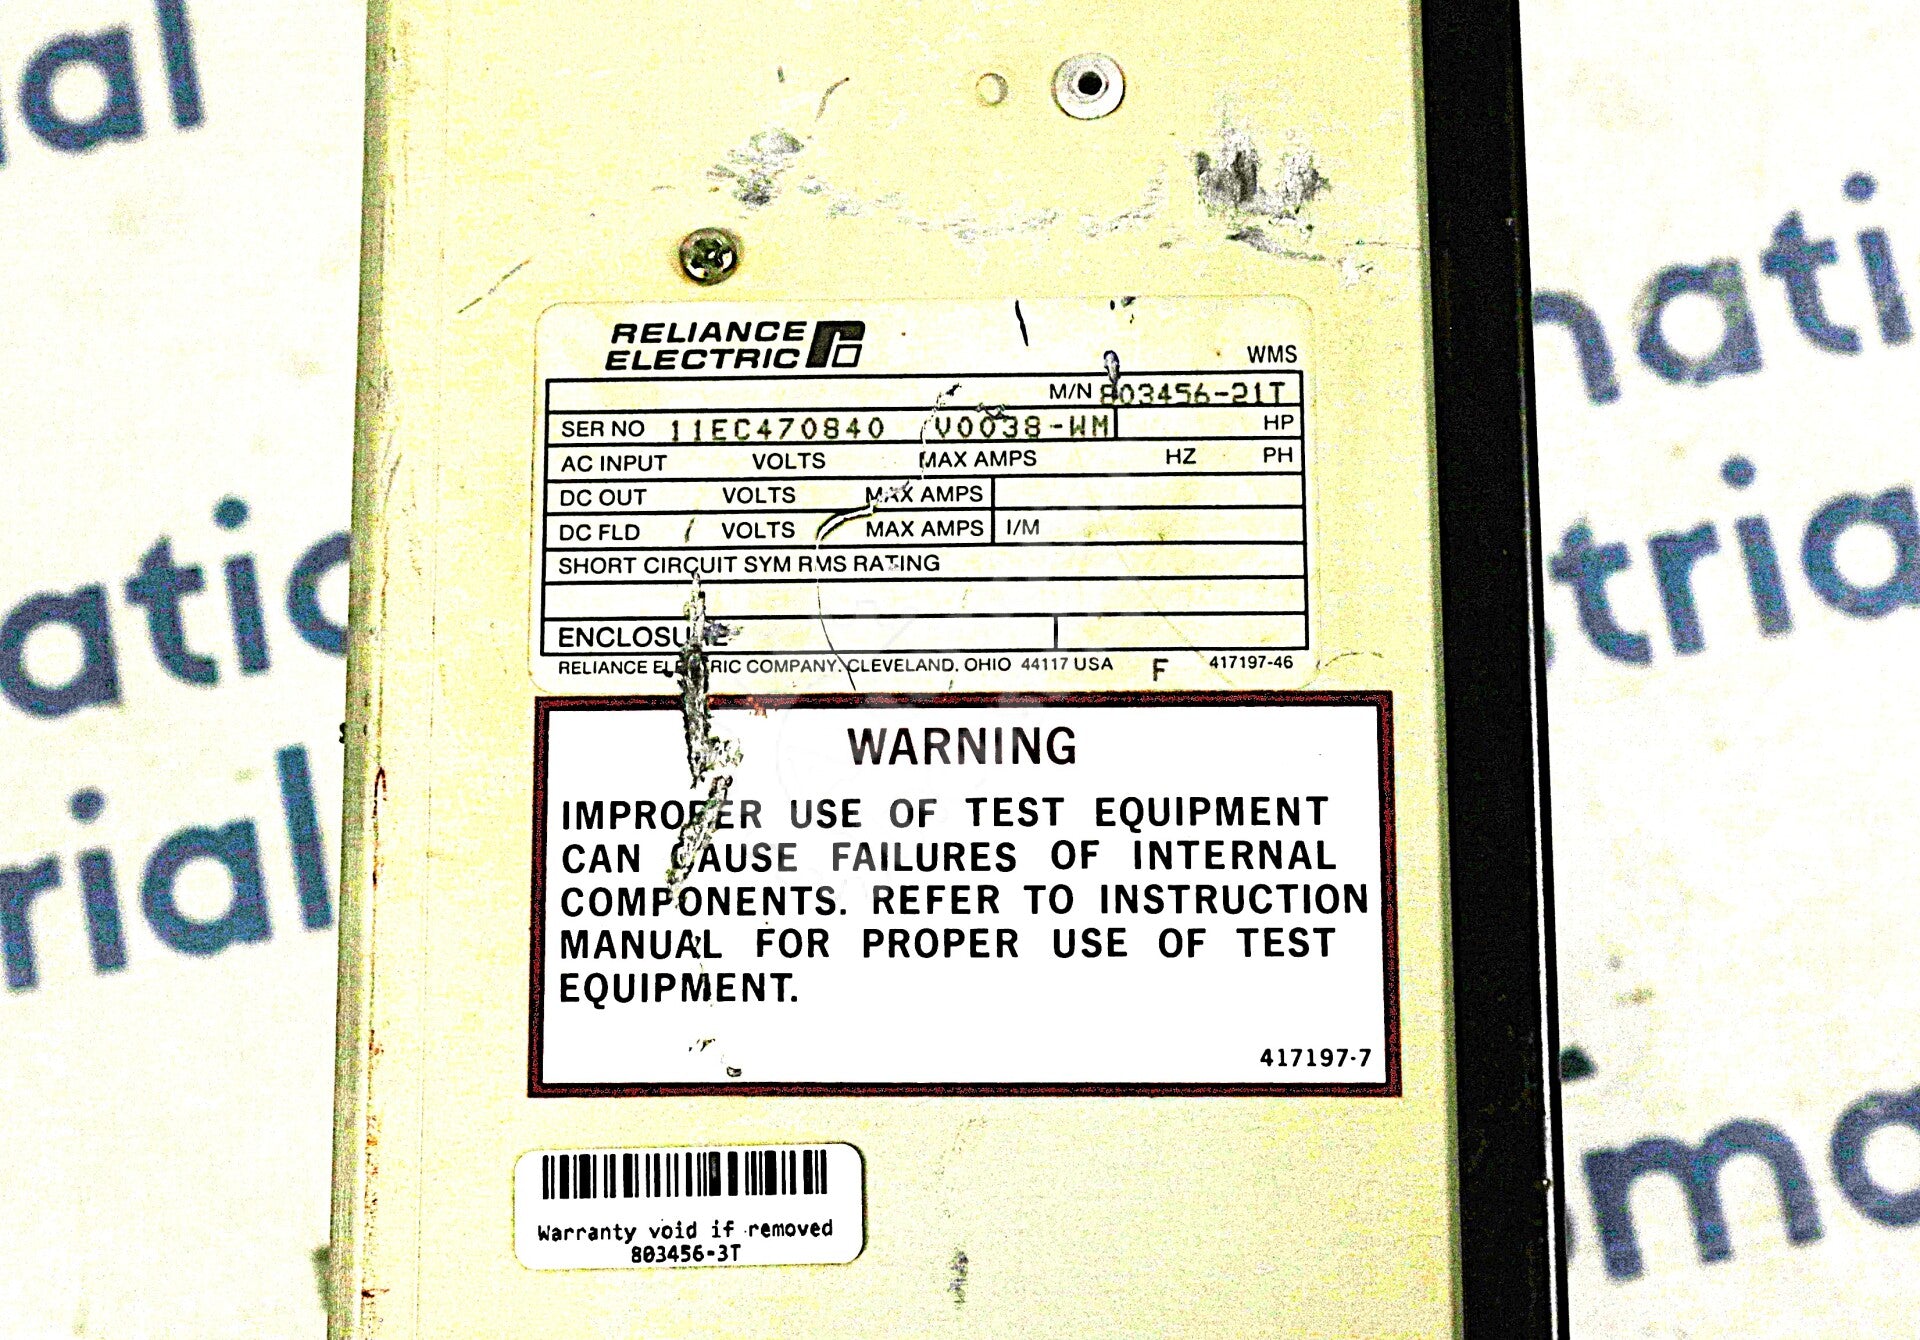 RELIANCE
ELECTRIC
WMS
M/N 803456-21T
SER NO 11EC470840 V0038-WM HP
AC INPUT VOLTS MAX AMPS HZ PH
DC OUT VOLTS MAX AMPS
DC FLD VOLTS MAX AMPS I/M
SHORT CIRCUIT SYM RMS RATING
ENCLOSURE
RELIANCE ELECTRIC COMPANY. CLEVELAND. OHIO 44117 USA F 417197-46
WARNING
IMPROPER USE OF TEST EQUIPMENT
CAN CAUSE FAILURES OF INTERNAL
COMPONENTS. REFER TO INSTRUCTION
MANUAL FOR PROPER USE OF TEST
EQUIPMENT.
417197-7
Warranty void if removed
803456-3T